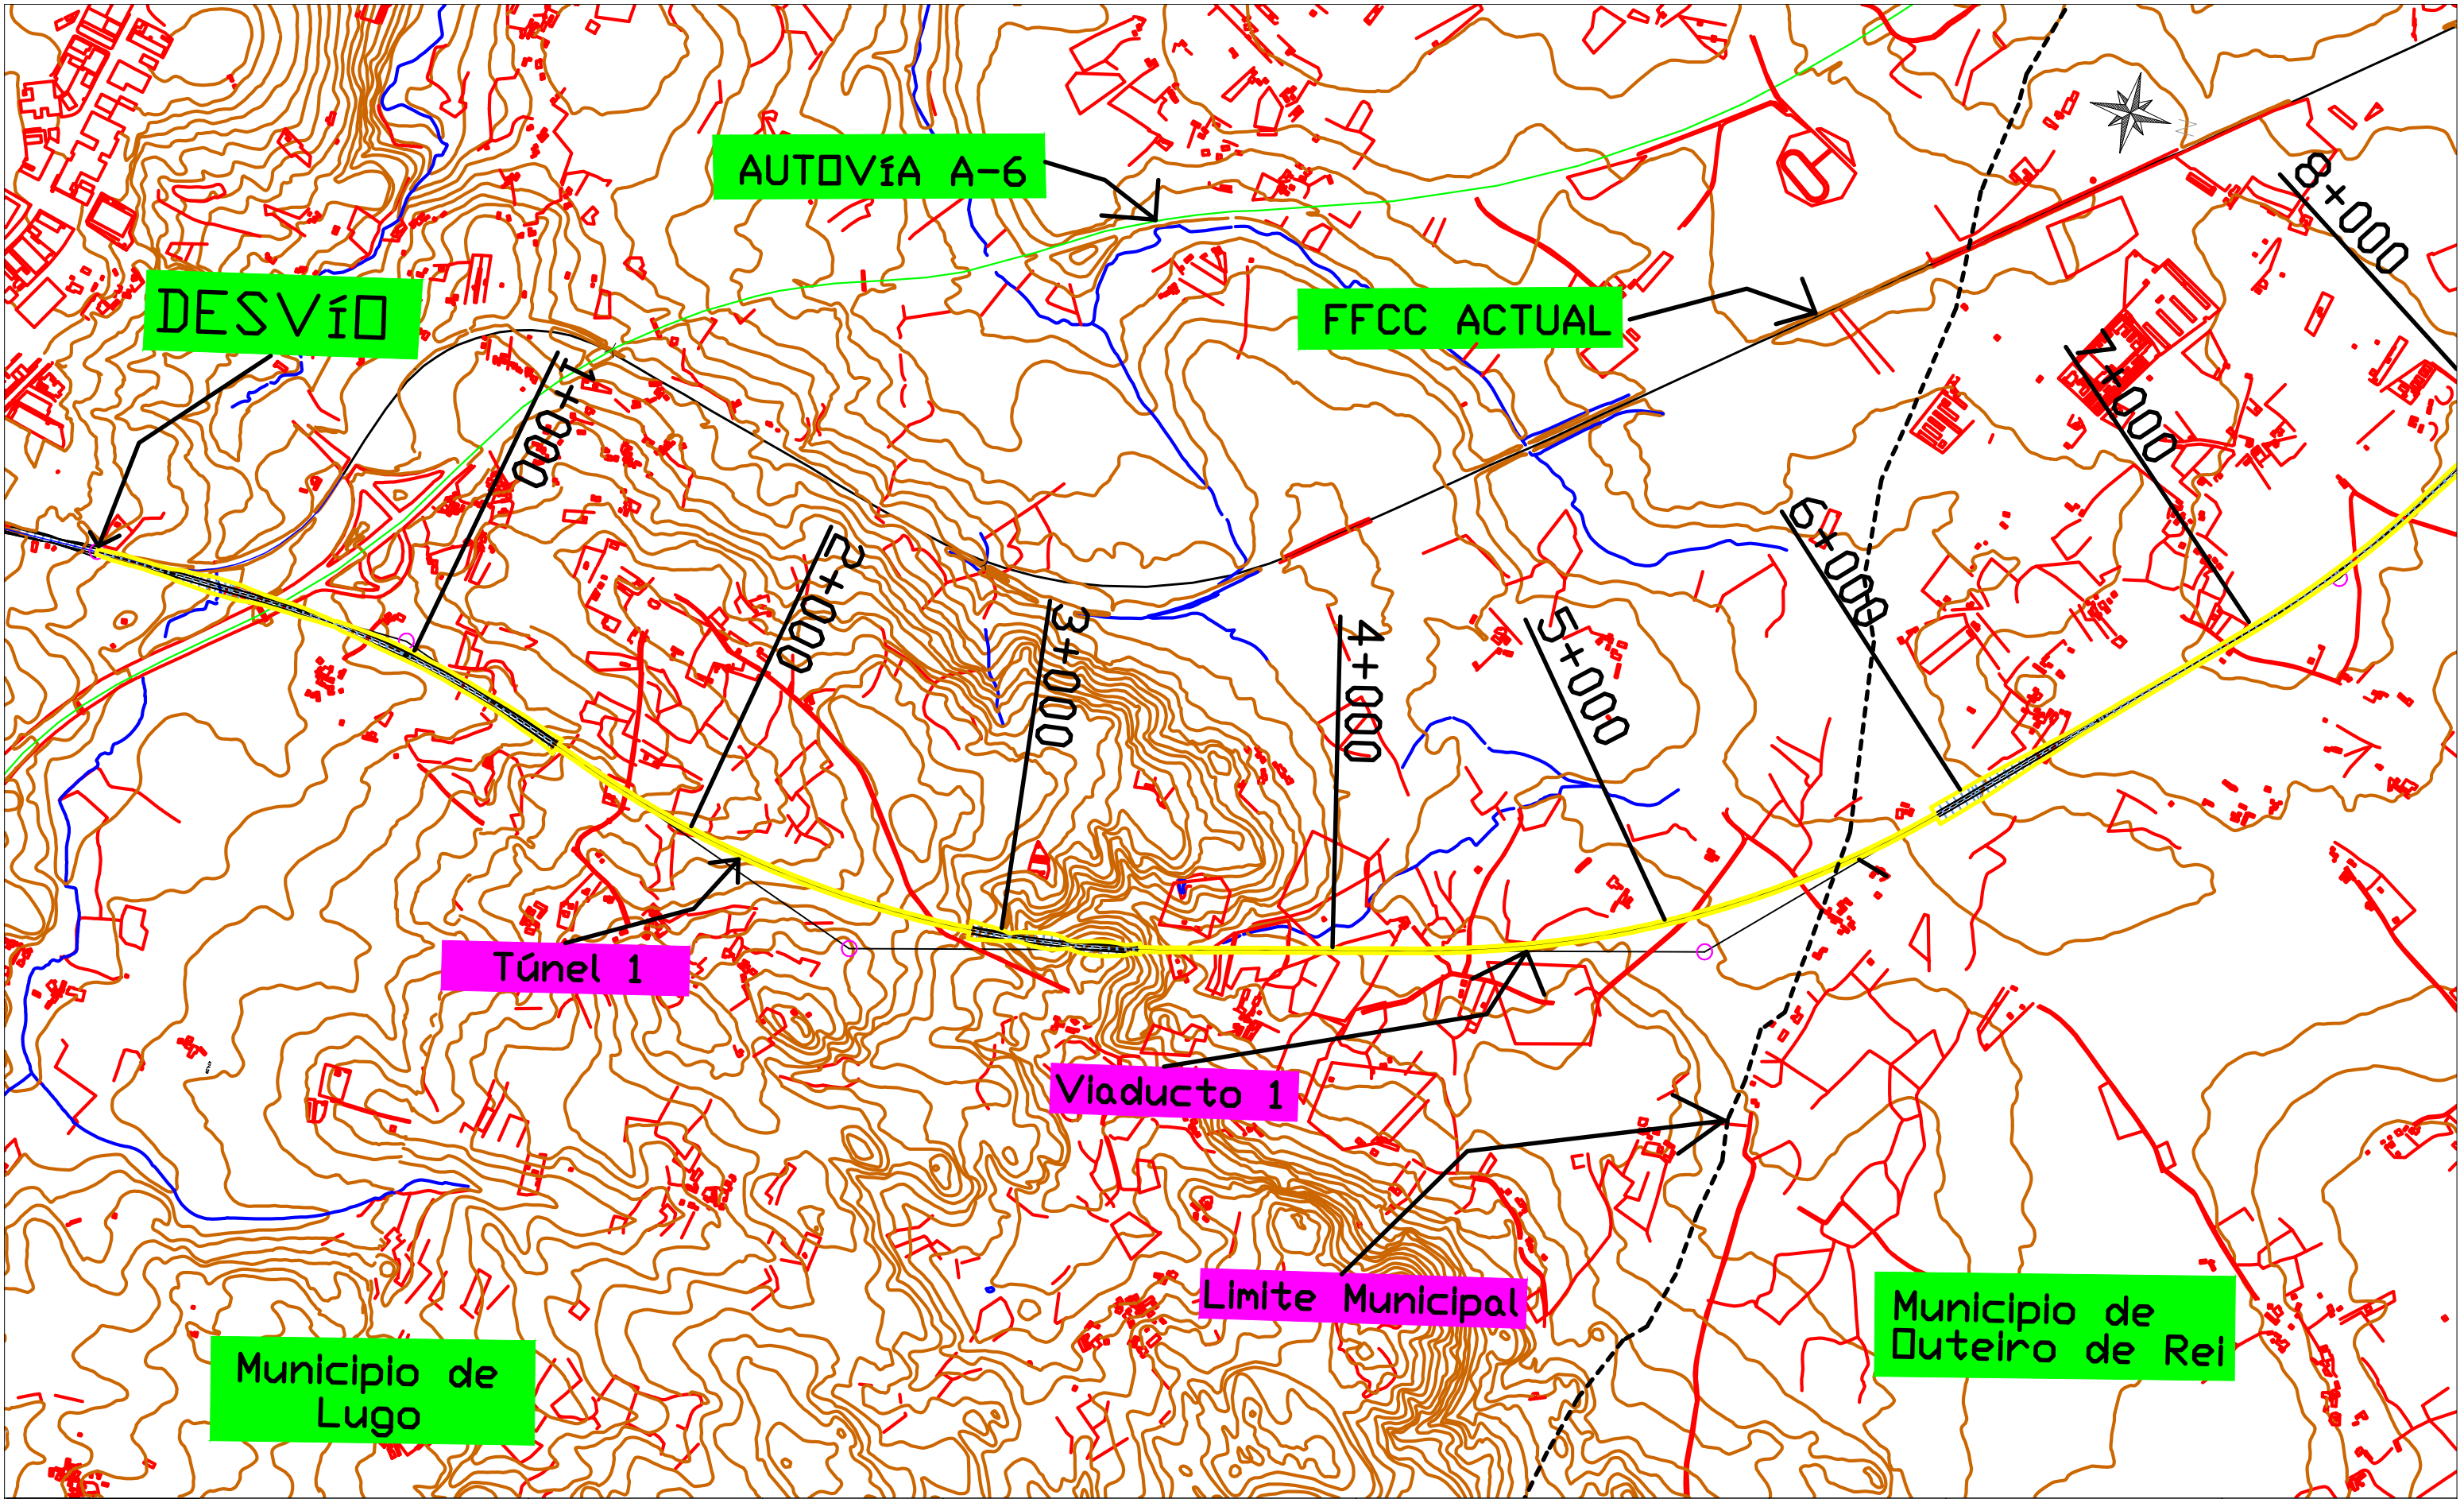 AUTOVíA A-6
8+000
DESVíO
FFCC ACTUAL
1+000
7+000
2+000
6+000
3+000
4+000
5+000
Túnel 1
Viaducto 1
Limite Municipal
Municipio de
Outeiro de Rei
Municipio de
Lugo